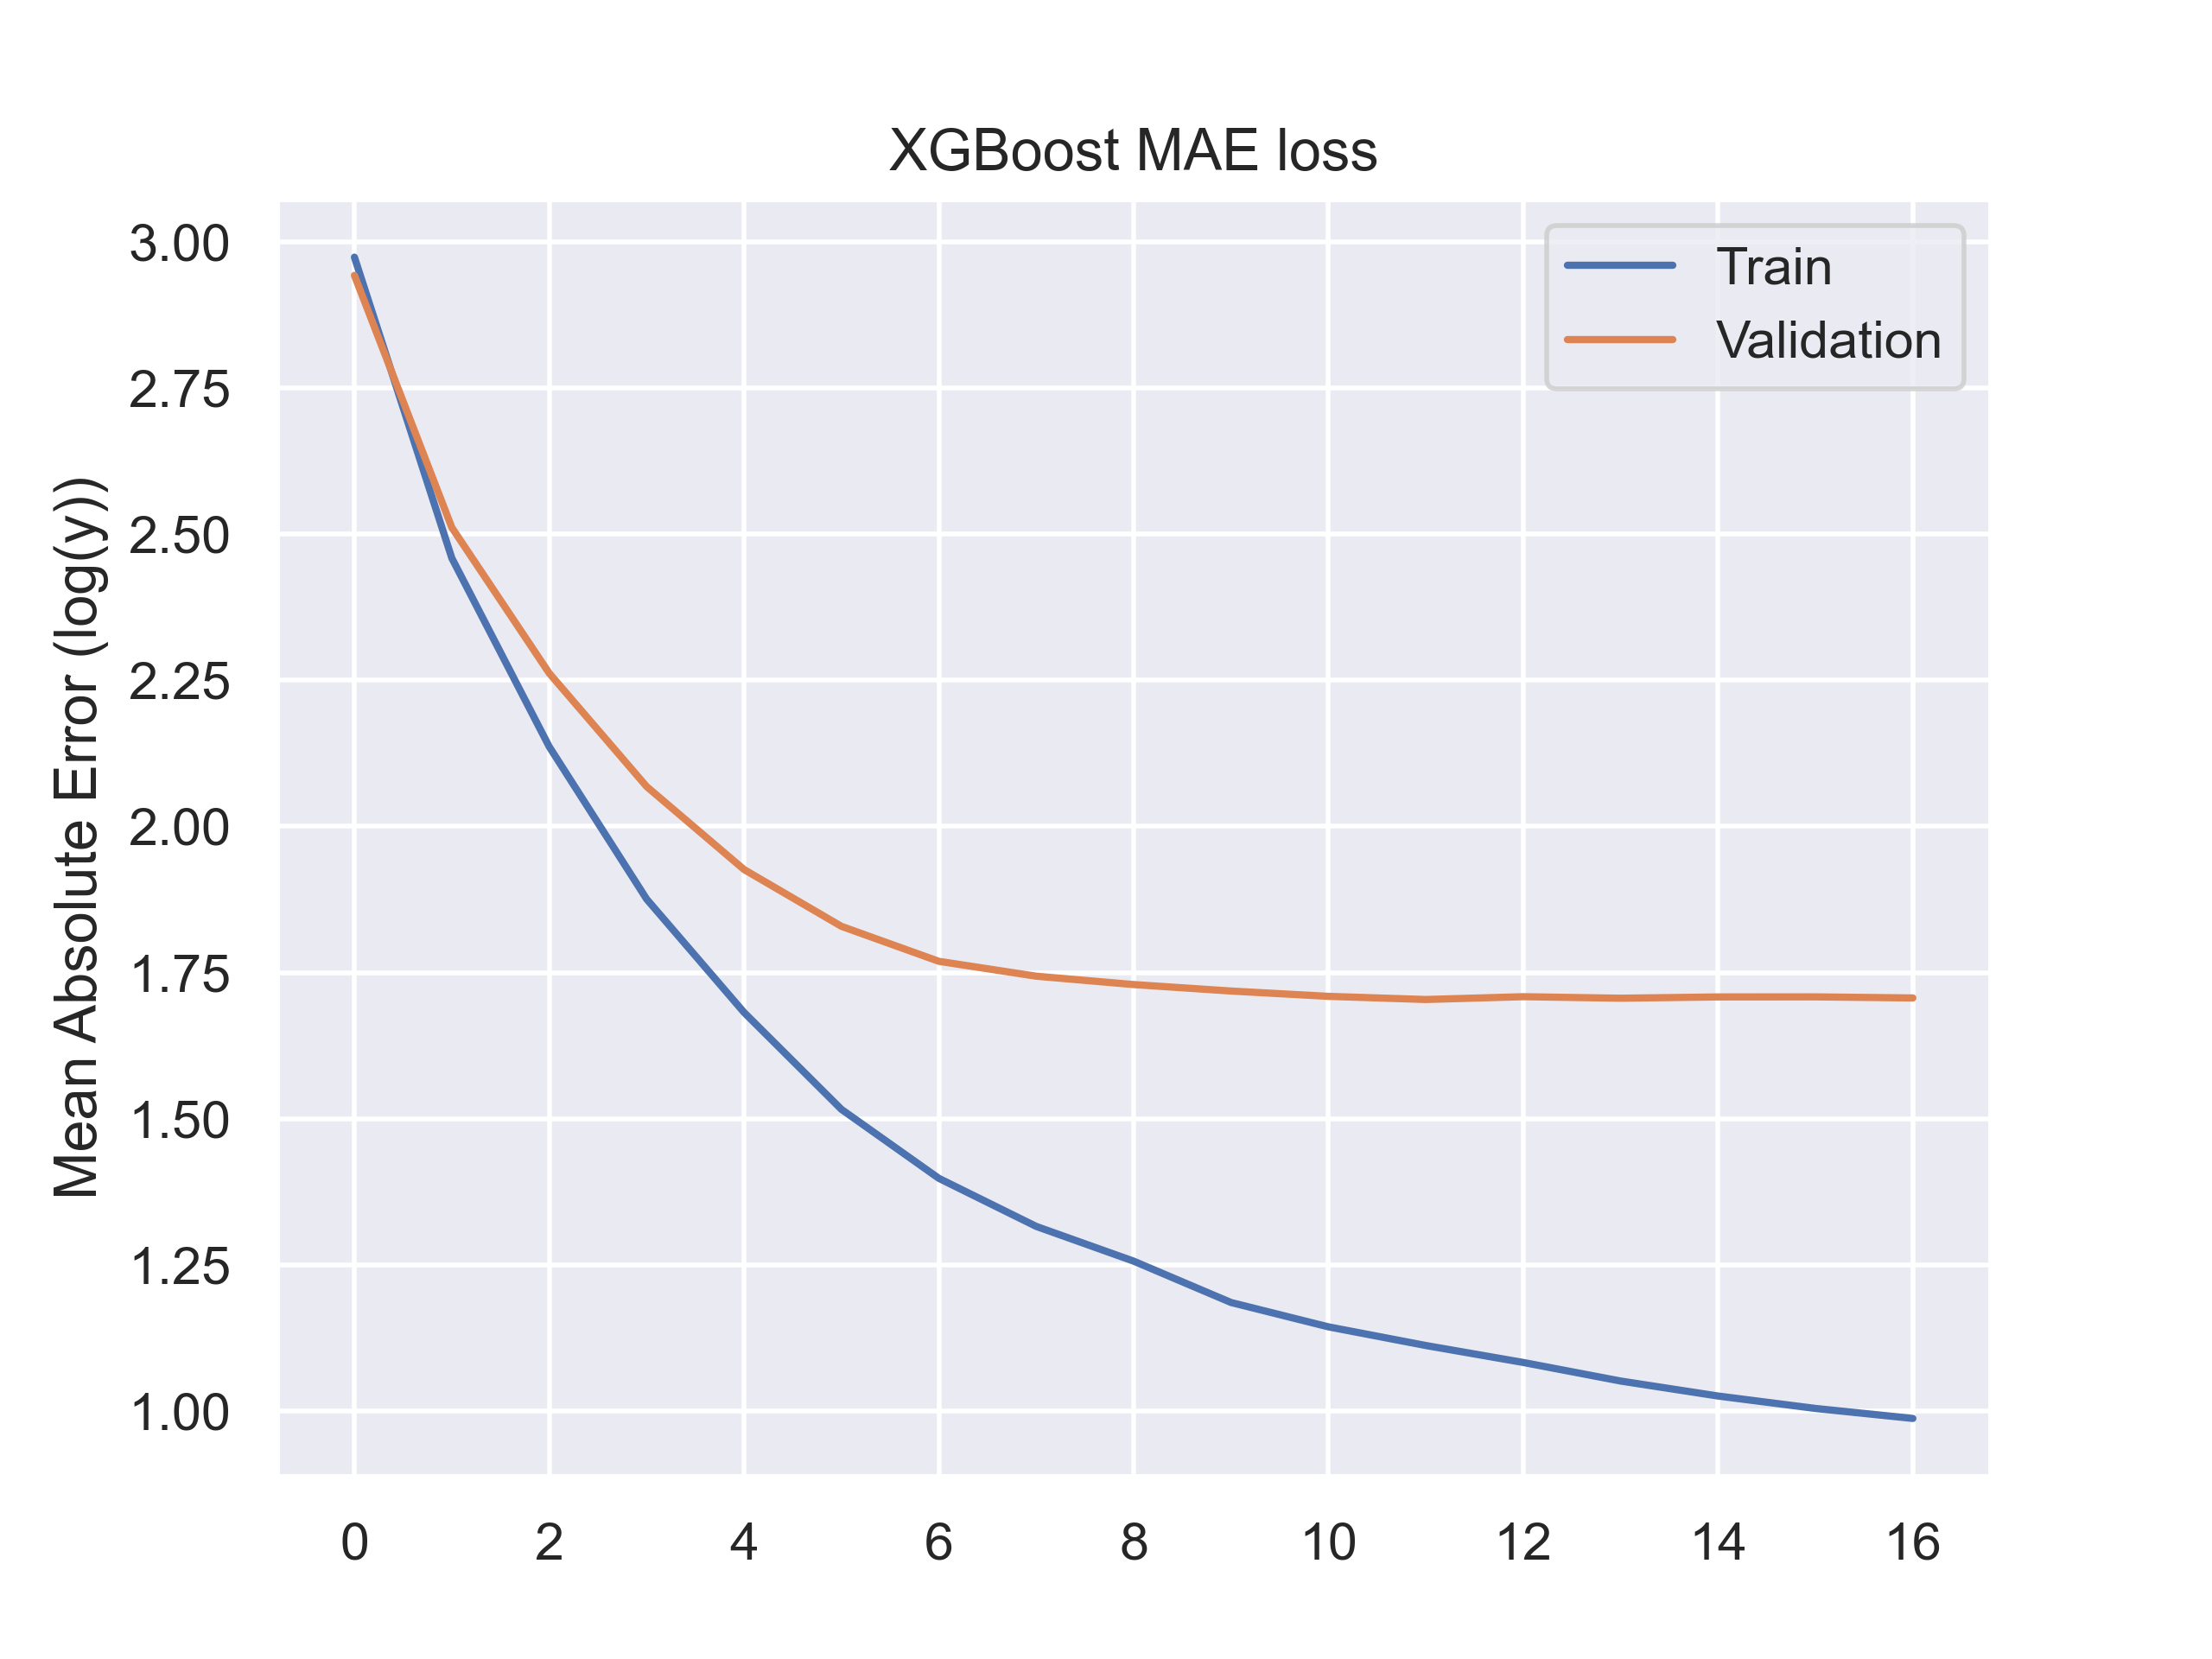 XGBoost MAE loss
Train
Validation
Mean Absolute Error (log(y))
3.00
2.75
2.50
2.25
2.00
1.75
1.50
1.25
1.00
0 2 4 6 8 10 12 14 16